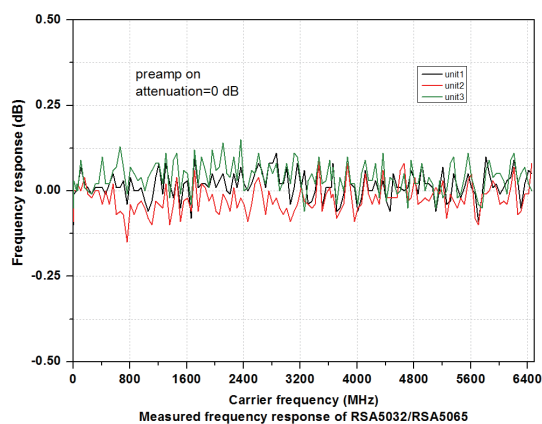 0.50
0.25
0.00
-0.25
-0.50
Frequency response (dB)
preamp on
attenuation=0 dB
unit1
unit2
unit3
0 800 1600 2400 3200 4000 4800 5600 6400
Carrier frequency (MHz)
Measured frequency response of RSA5032/RSA5065